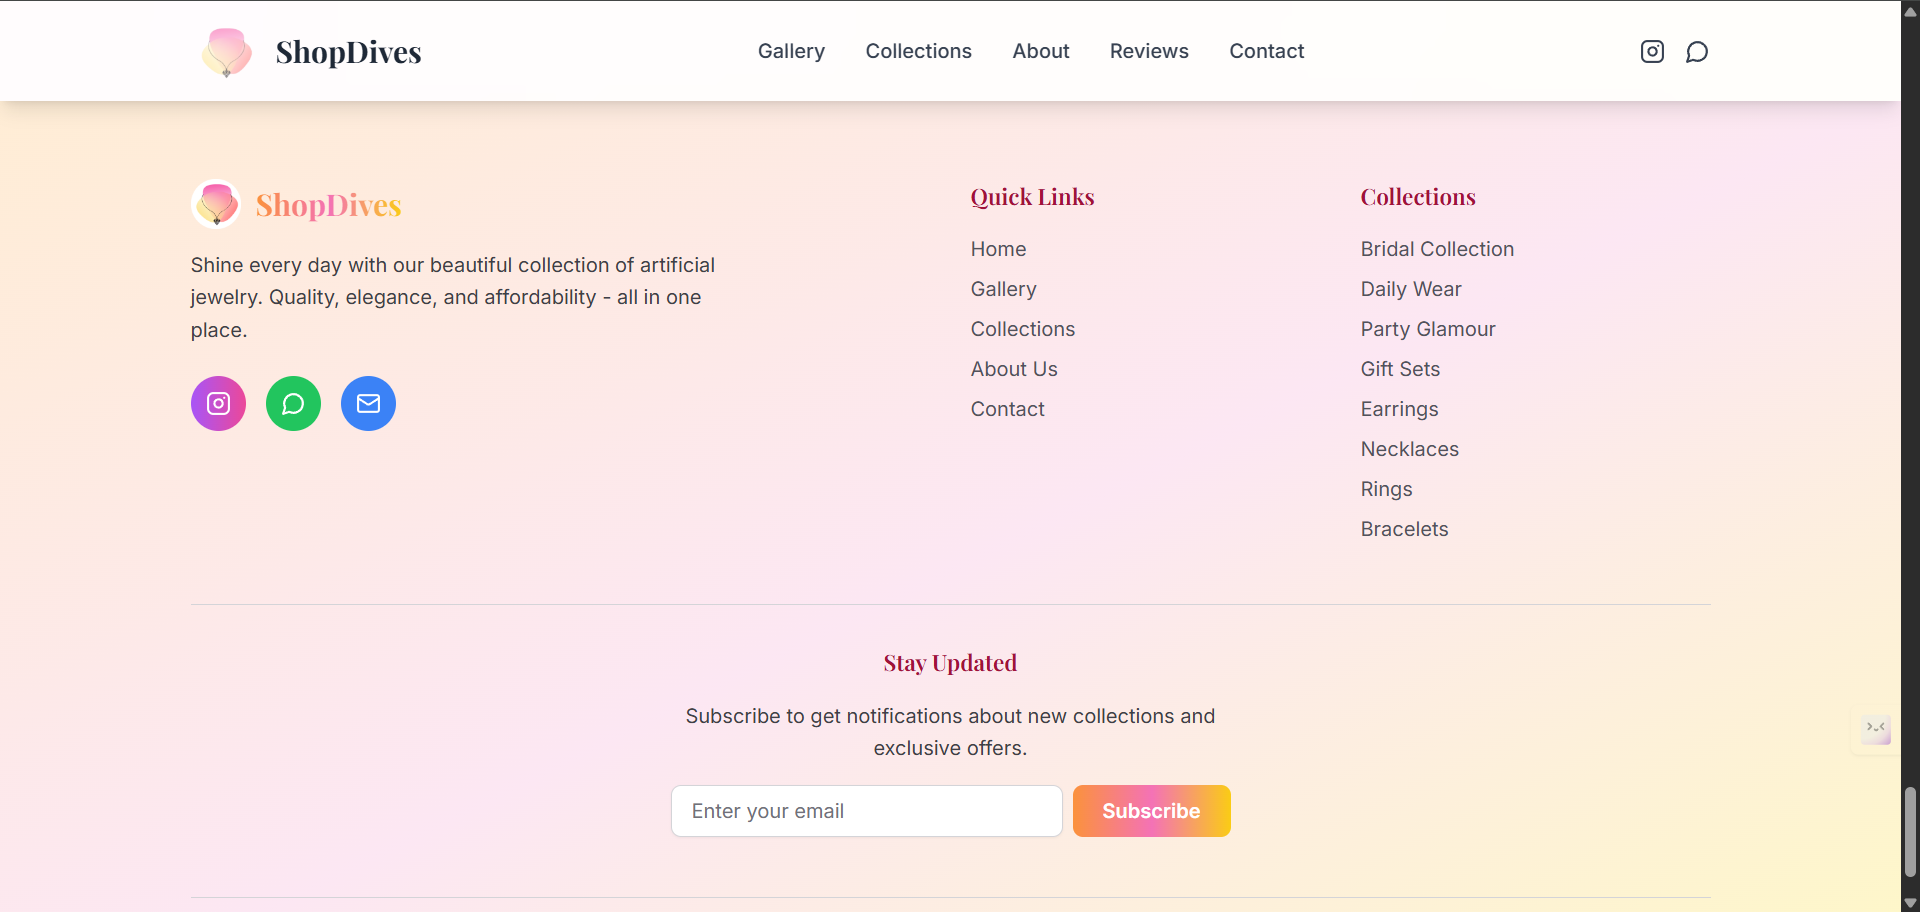 ShopDives
Gallery
Collections
About
Reviews
Contact
ShopDives
Shine every day with our beautiful collection of artificial
jewelry. Quality, elegance, and affordability - all in one
place.
Quick Links
Home
Gallery
Collections
About Us
Contact
Collections
Bridal Collection
Daily Wear
Party Glamour
Gift Sets
Earrings
Necklaces
Rings
Bracelets
Stay Updated
Subscribe to get notifications about new collections and
exclusive offers.
Enter your email
Subscribe